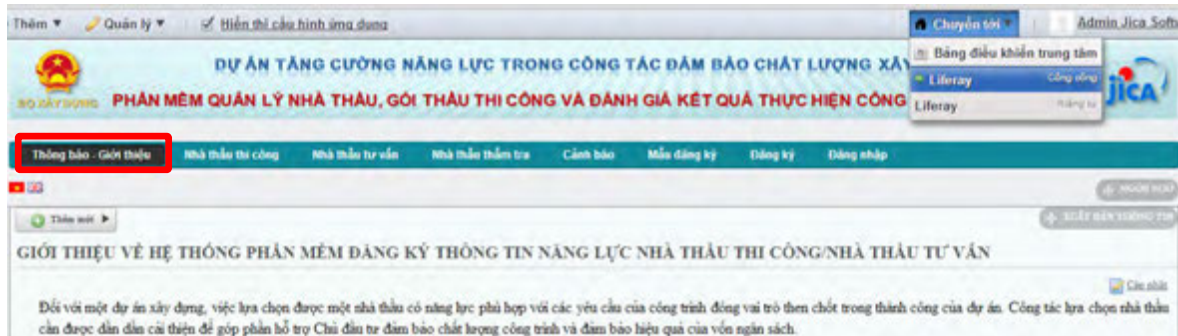 Thêm ▼ Quản lý ▼ Hiển thị cấu hình ứng dụng Chuyển tới ▼ Admin Jica Soft
Bảng điều khiển trung tâm
Liferay Công cộng
Liferay Riêng tư
DỰ ÁN TĂNG CƯỜNG NĂNG LỰC TRONG CÔNG TÁC ĐẢM BẢO CHẤT LƯỢNG XÂY
BỘ XÂY DỰNG PHẦN MỀM QUẢN LÝ NHÀ THẦU, GÓI THẦU THI CÔNG VÀ ĐÁNH GIÁ KẾT QUẢ THỰC HIỆN CÔNG jica
Thông báo - Giới thiệu Nhà thầu thi công Nhà thầu tư vấn Nhà thầu thẩm tra Cảnh báo Mẫu đăng ký Đăng ký Đăng nhập
Thêm mới
GIỚI THIỆU VỀ HỆ THỐNG PHẦN MỀM ĐĂNG KÝ THÔNG TIN NĂNG LỰC NHÀ THẦU THI CÔNG/NHÀ THẦU TƯ VẤN
Cập nhật
Đối với một dự án xây dựng, việc lựa chọn được một nhà thầu có năng lực phù hợp với các yêu cầu của công trình đóng vai trò then chốt trong thành công của dự án. Công tác lựa chọn nhà thầu
cần được dần dần cải thiện để góp phần hỗ trợ Chủ đầu tư đảm bảo chất lượng công trình và đảm bảo hiệu quả của vốn ngân sách.